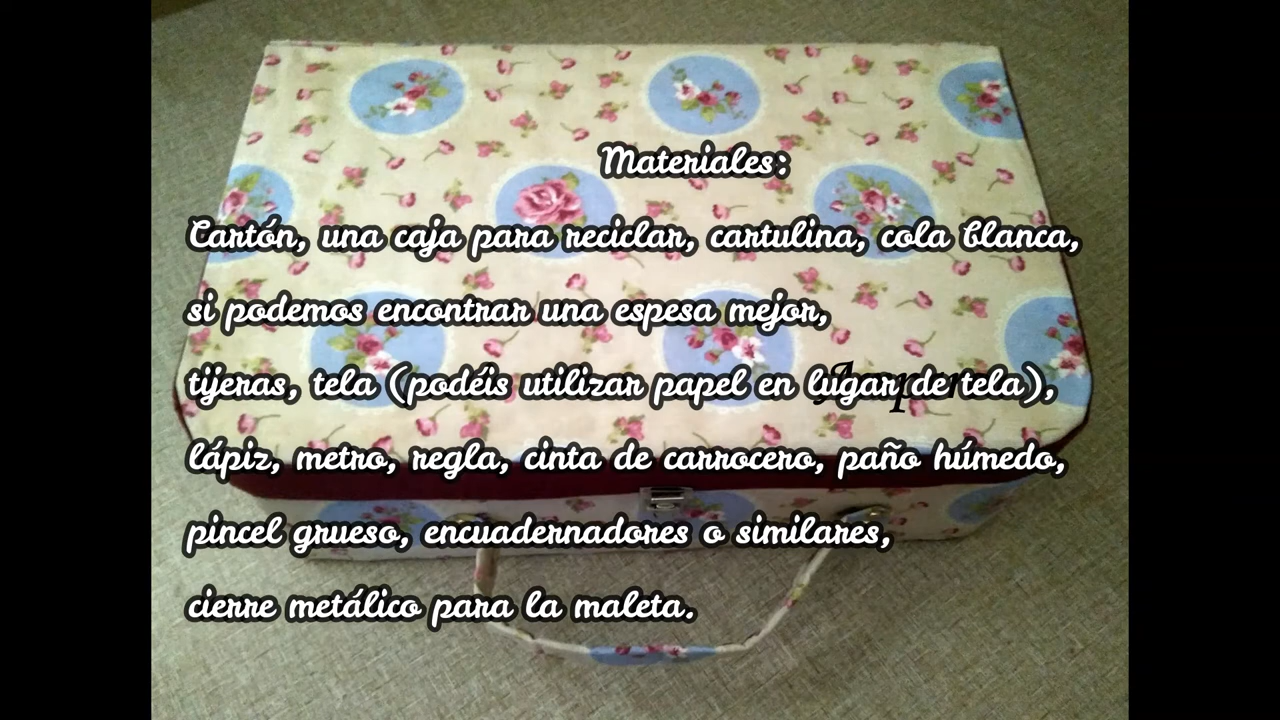 Materiales:
Cartón, una caja para reciclar, cartulina, cola blanca,
si podemos encontrar una espesa mejor,
tijeras, tela (podéis utilizar papel en lugar de tela),
lápiz, metro, regla, cinta de carrocero, paño húmedo,
pincel grueso, encuadernadores o similares,
cierre metálico para la maleta.